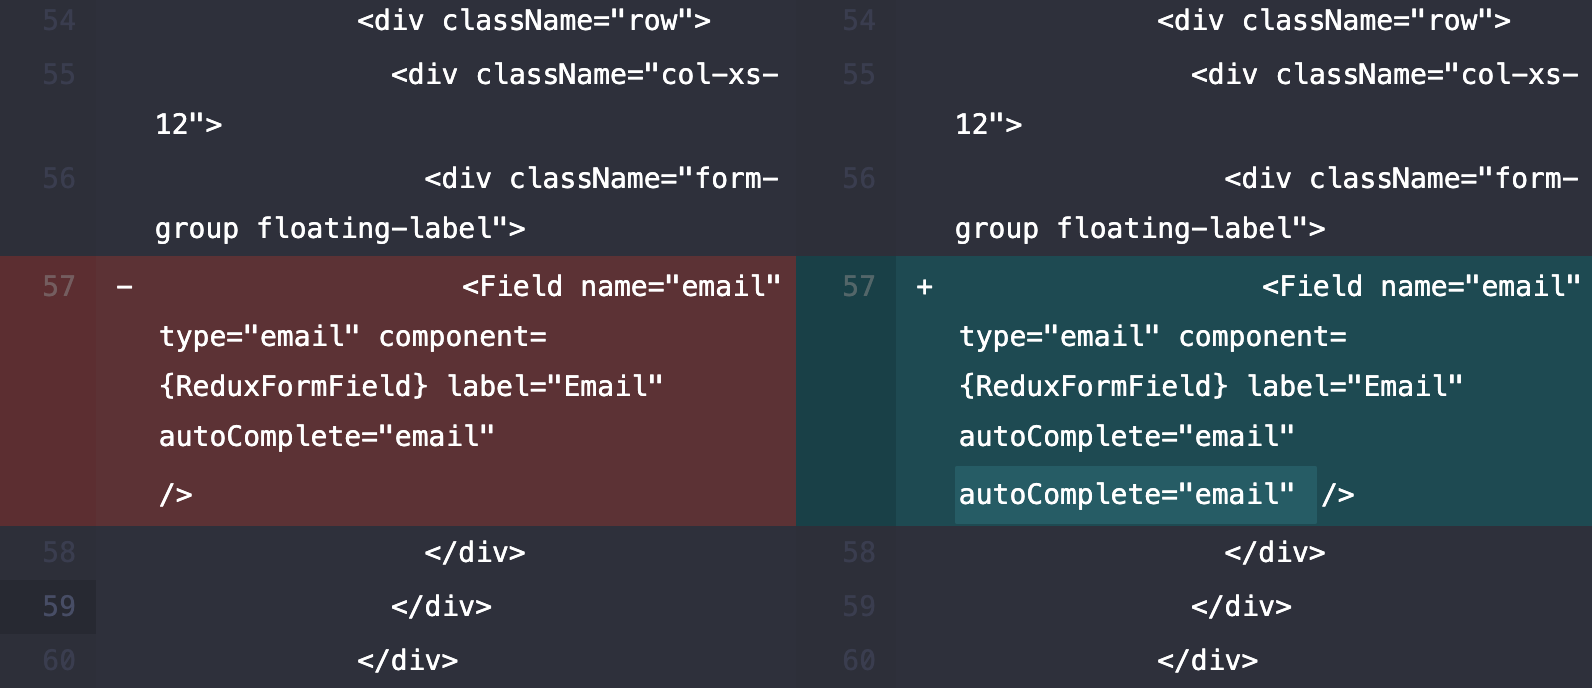 54 <div className="row">
55 <div className="col-xs-
12">
56 <div className="form-
group floating-label">
57 - <Field name="email"
type="email" component=
{ReduxFormField} label="Email"
autoComplete="email"
/>
58 </div>
59 </div>
60 </div>
54 <div className="row">
55 <div className="col-xs-
12">
56 <div className="form-
group floating-label">
57 + <Field name="email"
type="email" component=
{ReduxFormField} label="Email"
autoComplete="email"
autoComplete="email" />
58 </div>
59 </div>
60 </div>